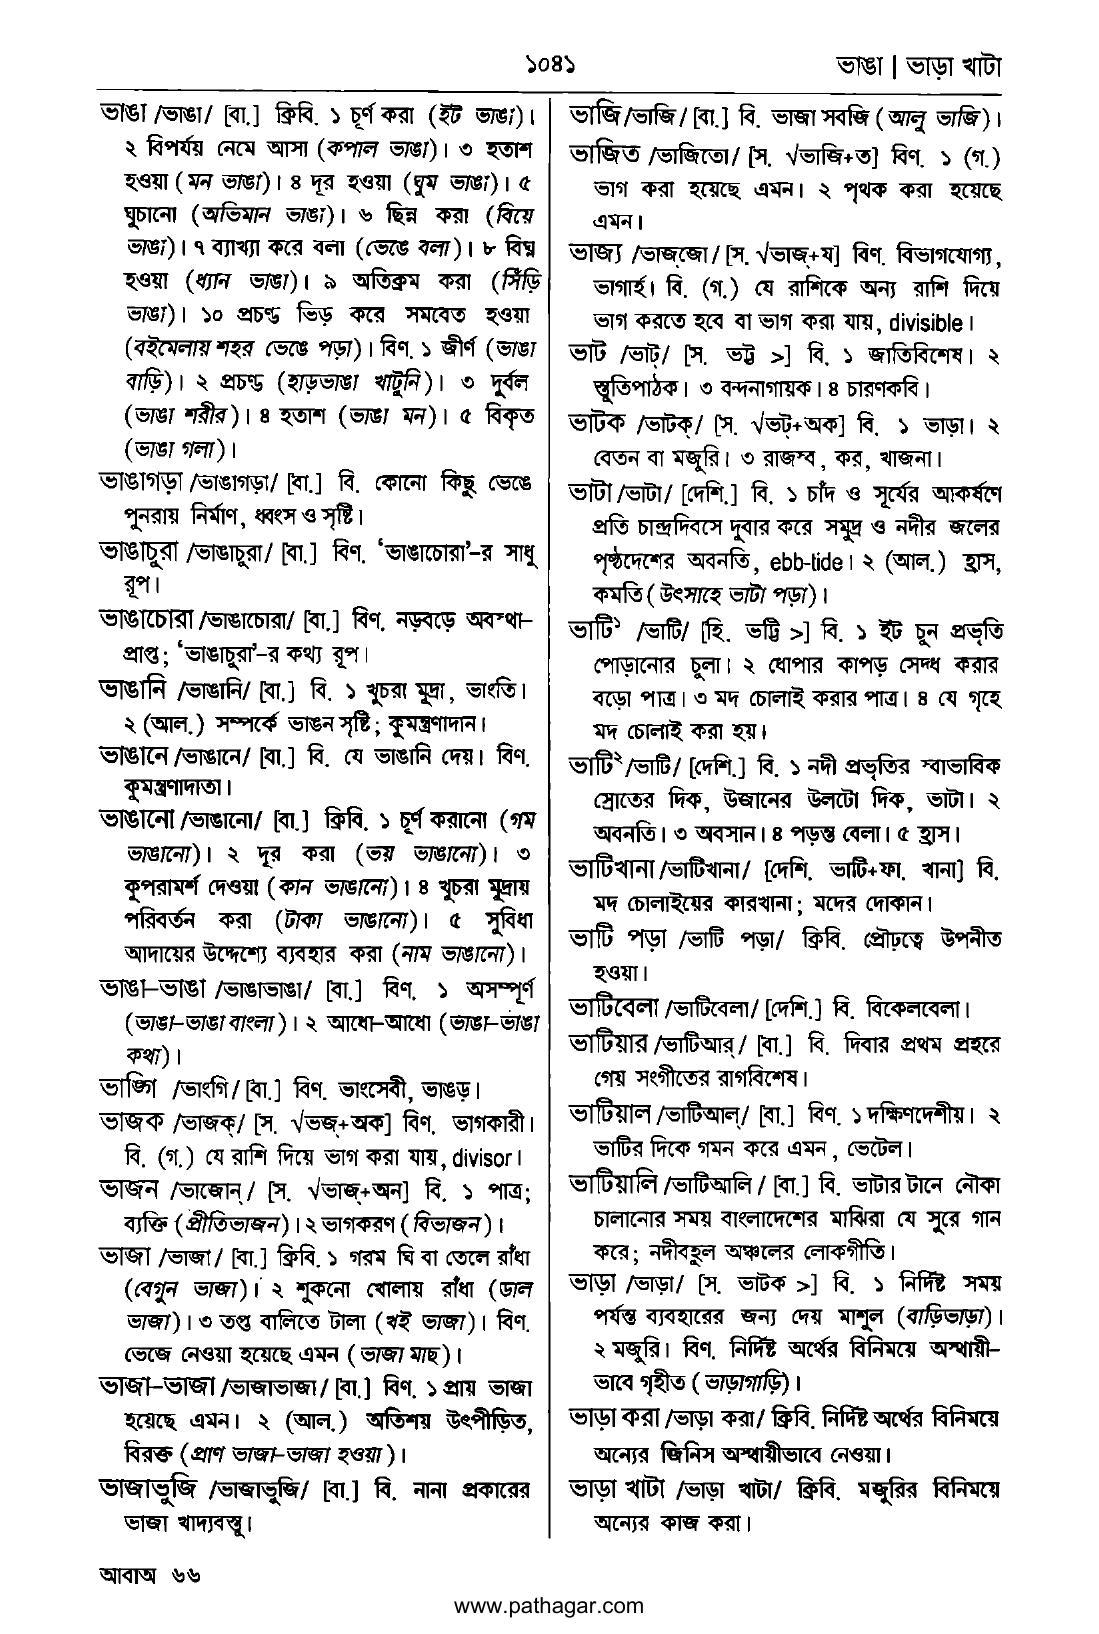 ১০৪১
ভাঙা | ভাড়া খাটা
ভাঙা /ভাঙা/ [বা.] ক্রিবি. ১ চূর্ণ করা (ইট ভাঙা)।
২ বিপর্যয় নেমে আসা (কপাল ভাঙা)। ৩ হতাশ
হওয়া (মন ভাঙা)। ৪ দূর হওয়া (ঘুম ভাঙা)। ৫
ঘুচানো (অভিমান ভাঙা)। ৬ ছিন্ন করা (বিয়ে
ভাঙা)। ৭ ব্যাখ্যা করে বলা (ভেঙে বলা)। ৮ বিঘ্ন
হওয়া (ধ্যান ভাঙা)। ৯ অতিক্রম করা (সিঁড়ি
ভাঙা)। ১০ প্রচণ্ড ভিড় করে সমবেত হওয়া
(বইমেলায় শহর ভেঙে পড়া)। বিণ. ১ জীর্ণ (ভাঙা
বাড়ি)। ২ প্রচণ্ড (হাড়ভাঙা খাটুনি)। ৩ দুর্বল
(ভাঙা শরীর)। ৪ হতাশ (ভাঙা মন)। ৫ বিকৃত
(ভাঙা গলা)।
ভাঙাগড়া /ভাঙাগড়া/ [বা.] বি. কোনো কিছু ভেঙে
পুনরায় নির্মাণ, ধ্বংস ও সৃষ্টি।
ভাঙাচুরা /ভাঙাচুরা/ [বা.] বিণ. ‘ভাঙাচোরা’-র সাধু
রূপ।
ভাঙাচোরা /ভাঙাচোরা/ [বা.] বিণ. নড়বড়ে অবস্থা-
প্রাপ্ত; ‘ভাঙাচুরা’-র কথ্য রূপ।
ভাঙানি /ভাঙানি/ [বা.] বি. ১ খুচরা মুদ্রা, ভাংতি।
২ (আল.) সম্পর্কে ভাঙন সৃষ্টি; কুমন্ত্রণাদান।
ভাঙানে /ভাঙানে/ [বা.] বি. যে ভাঙানি দেয়। বিণ.
কুমন্ত্রণাদাতা।
ভাঙানো /ভাঙানো/ [বা.] ক্রিবি. ১ চূর্ণ করানো (গম
ভাঙানো)। ২ দূর করা (ভয় ভাঙানো)। ৩
কুপরামর্শ দেওয়া (কান ভাঙানো)। ৪ খুচরা মুদ্রায়
পরিবর্তন করা (টাকা ভাঙানো)। ৫ সুবিধা
আদায়ের উদ্দেশ্যে ব্যবহার করা (নাম ভাঙানো)।
ভাঙা-ভাঙা /ভাঙাভাঙা/ [বা.] বিণ. ১ অসম্পূর্ণ
(ভাঙা-ভাঙা বাংলা)। ২ আধো-আধো (ভাঙা-ভাঙা
কথা)।
ভাঙ্গি /ভাংগি/ [বা.] বিণ. ভাংসেবী, ভাঙড়।
ভাজক /ভাজক্/ [স. √ভজ্+অক] বিণ. ভাগকারী।
বি. (গ.) যে রাশি দিয়ে ভাগ করা যায়, divisor।
ভাজন /ভাজোন্/ [স. √ভাজ্+অন] বি. ১ পাত্র;
ব্যক্তি (প্রীতিভাজন)। ২ ভাগকরণ (বিভাজন)।
ভাজা /ভাজা/ [বা.] ক্রিবি. ১ গরম ঘি বা তেলে রাঁধা
(বেগুন ভাজা)। ২ শুকনো খোলায় রাঁধা (ডাল
ভাজা)। ৩ তপ্ত বালিতে টালা (খই ভাজা)। বিণ.
ভেজে নেওয়া হয়েছে এমন (ভাজা মাছ)।
ভাজা-ভাজা /ভাজাভাজা/ [বা.] বিণ. ১ প্রায় ভাজা
হয়েছে এমন। ২ (আল.) অতিশয় উৎপীড়িত,
বিরক্ত (প্রাণ ভাজা-ভাজা হওয়া)।
ভাজাভুজি /ভাজাভুজি/ [বা.] বি. নানা প্রকারের
ভাজা খাদ্যবস্তু।
ভাজি /ভাজি/ [বা.] বি. ভাজা সবজি (আলু ভাজি)।
ভাজিত /ভাজিতো/ [স. √ভাজি+ত] বিণ. ১ (গ.)
ভাগ করা হয়েছে এমন। ২ পৃথক করা হয়েছে
এমন।
ভাজ্য /ভাজ্‌জো/ [স. √ভাজ্+য] বিণ. বিভাগযোগ্য,
ভাগার্হ। বি. (গ.) যে রাশিকে অন্য রাশি দিয়ে
ভাগ করতে হবে বা ভাগ করা যায়, divisible।
ভাট /ভাট্/ [স. ভট্ট >] বি. ১ জাতিবিশেষ। ২
স্তুতিপাঠক। ৩ বন্দনাগায়ক। ৪ চারণকবি।
ভাটক /ভাটক্/ [স. √ভট্+অক] বি. ১ ভাড়া। ২
বেতন বা মজুরি। ৩ রাজস্ব, কর, খাজনা।
ভাটা /ভাটা/ [দেশি.] বি. ১ চাঁদ ও সূর্যের আকর্ষণে
প্রতি চান্দ্রদিবসে দুবার করে সমুদ্র ও নদীর জলের
পৃষ্ঠদেশের অবনতি, ebb-tide। ২ (আল.) হ্রাস,
কমতি (উৎসাহে ভাটা পড়া)।
ভাটি১ /ভাটি/ [হি. ভট্টি >] বি. ১ ইট চুন প্রভৃতি
পোড়ানোর চুলা। ২ ধোপার কাপড় সেদ্ধ করার
বড়ো পাত্র। ৩ মদ চোলাই করার পাত্র। ৪ যে গৃহে
মদ চোলাই করা হয়।
ভাটি২ /ভাটি/ [দেশি.] বি. ১ নদী প্রভৃতির স্বাভাবিক
স্রোতের দিক, উজানের উলটো দিক, ভাটা। ২
অবনতি। ৩ অবসান। ৪ পড়ন্ত বেলা। ৫ হ্রাস।
ভাটিখানা /ভাটিখানা/ [দেশি. ভাটি+ফা. খানা] বি.
মদ চোলাইয়ের কারখানা; মদের দোকান।
ভাটি পড়া /ভাটি পড়া/ ক্রিবি. প্রৌঢ়ত্বে উপনীত
হওয়া।
ভাটিবেলা /ভাটিবেলা/ [দেশি.] বি. বিকেলবেলা।
ভাটিয়ার /ভাটিআর্/ [বা.] বি. দিবার প্রথম প্রহরে
গেয় সংগীতের রাগবিশেষ।
ভাটিয়াল /ভাটিআল্/ [বা.] বিণ. ১ দক্ষিণদেশীয়। ২
ভাটির দিকে গমন করে এমন, ভেটেল।
ভাটিয়ালি /ভাটিআলি/ [বা.] বি. ভাটার টানে নৌকা
চালানোর সময় বাংলাদেশের মাঝিরা যে সুরে গান
করে; নদীবহুল অঞ্চলের লোকগীতি।
ভাড়া /ভাড়া/ [স. ভাটক >] বি. ১ নির্দিষ্ট সময়
পর্যন্ত ব্যবহারের জন্য দেয় মাশুল (বাড়িভাড়া)।
২ মজুরি। বিণ. নির্দিষ্ট অর্থের বিনিময়ে অস্থায়ী-
ভাবে গৃহীত (ভাড়াগাড়ি)।
ভাড়া করা /ভাড়া করা/ ক্রিবি. নির্দিষ্ট অর্থের বিনিময়ে
অন্যের জিনিস অস্থায়ীভাবে নেওয়া।
ভাড়া খাটা /ভাড়া খাটা/ ক্রিবি. মজুরির বিনিময়ে
অন্যের কাজ করা।
আবাঅ ৬৬
www.pathagar.com